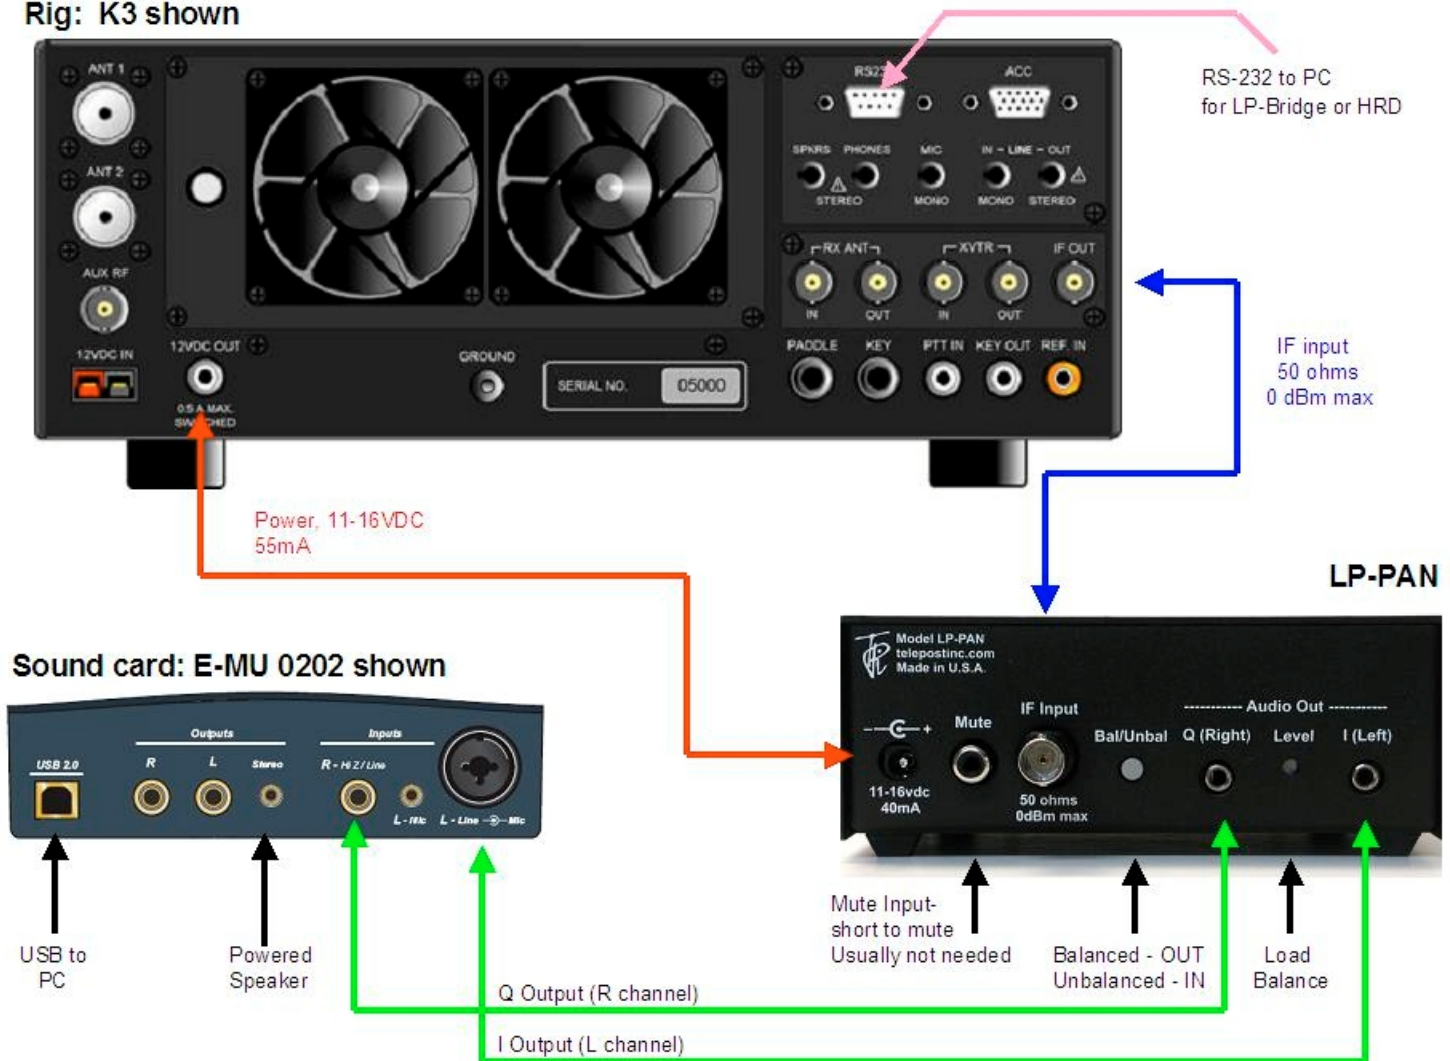 Rig: K3 shown
ANT 1
ANT 2
AUX RF
12VDC IN
12VDC OUT
0.5 A MAX.
SWITCHED
GROUND
SERIAL NO.
05000
RS23
ACC
SPKRS
PHONES
MIC
IN - LINE - OUT
STEREO
MONO
MONO
STEREO
RX ANT
XVTR
IF OUT
IN
OUT
IN
OUT
PADDLE
KEY
PTT IN
KEY OUT
REF. IN
RS-232 to PC
for LP-Bridge or HRD
IF input
50 ohms
0 dBm max
Power, 11-16VDC
55mA
LP-PAN
Model LP-PAN
telepostinc.com
Made in U.S.A.
Mute
IF Input
Audio Out
Bal/Unbal
Q (Right)
Level
I (Left)
- +
11-16vdc
40mA
50 ohms
0dBm max
Mute Input-
short to mute
Usually not needed
Balanced - OUT
Unbalanced - IN
Load
Balance
Sound card: E-MU 0202 shown
Outputs
Inputs
USB 2.0
R
L
Stereo
R - Hi Z / Line
L - Mic
L - Line
Mic
USB to
PC
Powered
Speaker
Q Output (R channel)
I Output (L channel)